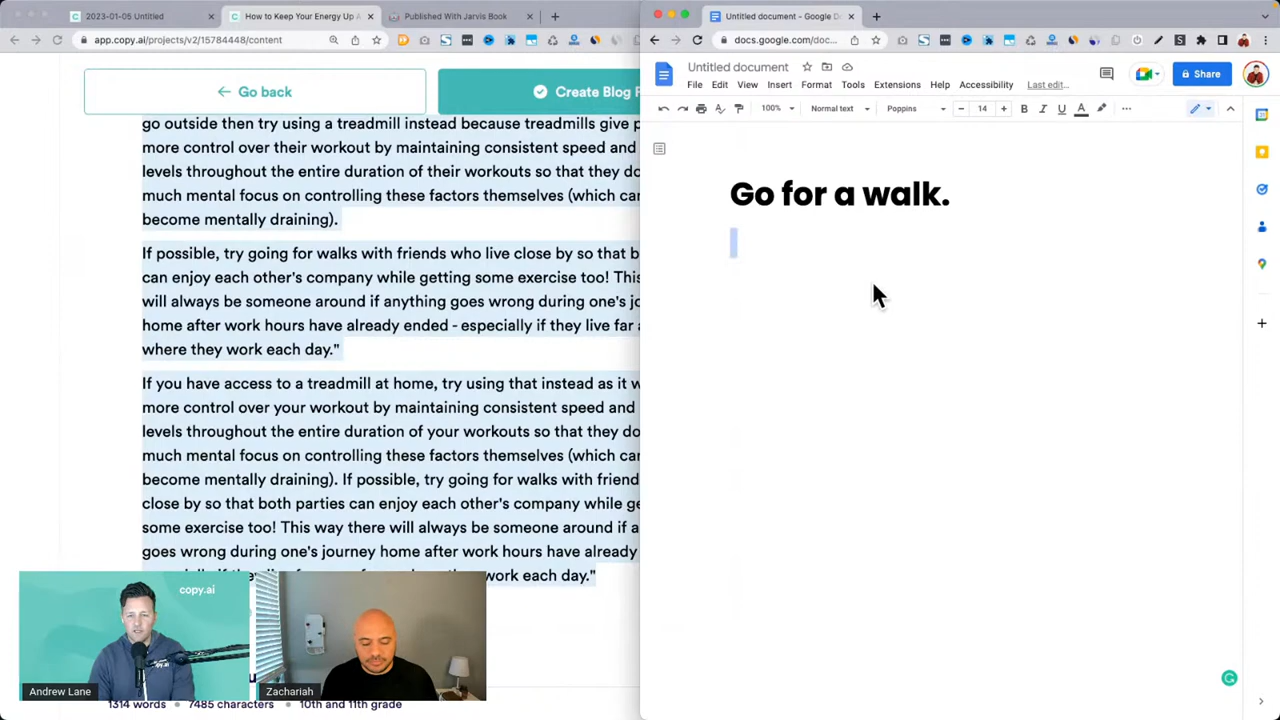 2023-01-05 Untitled
How to Keep Your Energy Up A
Published With Jarvis Book
app.copy.ai/projects/v2/15784448/content
Go back
Create Blog P
go outside then try using a treadmill instead because treadmills give p
more control over their workout by maintaining consistent speed and
levels throughout the entire duration of their workouts so that they do
much mental focus on controlling these factors themselves (which car
become mentally draining).
If possible, try going for walks with friends who live close by so that b
can enjoy each other's company while getting some exercise too! This
will always be someone around if anything goes wrong during one's jo
home after work hours have already ended - especially if they live far a
where they work each day."
If you have access to a treadmill at home, try using that instead as it w
more control over your workout by maintaining consistent speed and
levels throughout the entire duration of your workouts so that they do
much mental focus on controlling these factors themselves (which car
become mentally draining). If possible, try going for walks with friend
close by so that both parties can enjoy each other's company while ge
some exercise too! This way there will always be someone around if a
goes wrong during one's journey home after work hours have already
work each day."
1314 words
7485 characters
10th and 11th grade
copy.ai
Andrew Lane
Zachariah
Untitled document - Google Do
docs.google.com/doc...
Untitled document
File Edit View Insert Format Tools Extensions Help Accessibility Last edit...
Share
100% Normal text Poppins 14 B I U A
Go for a walk.